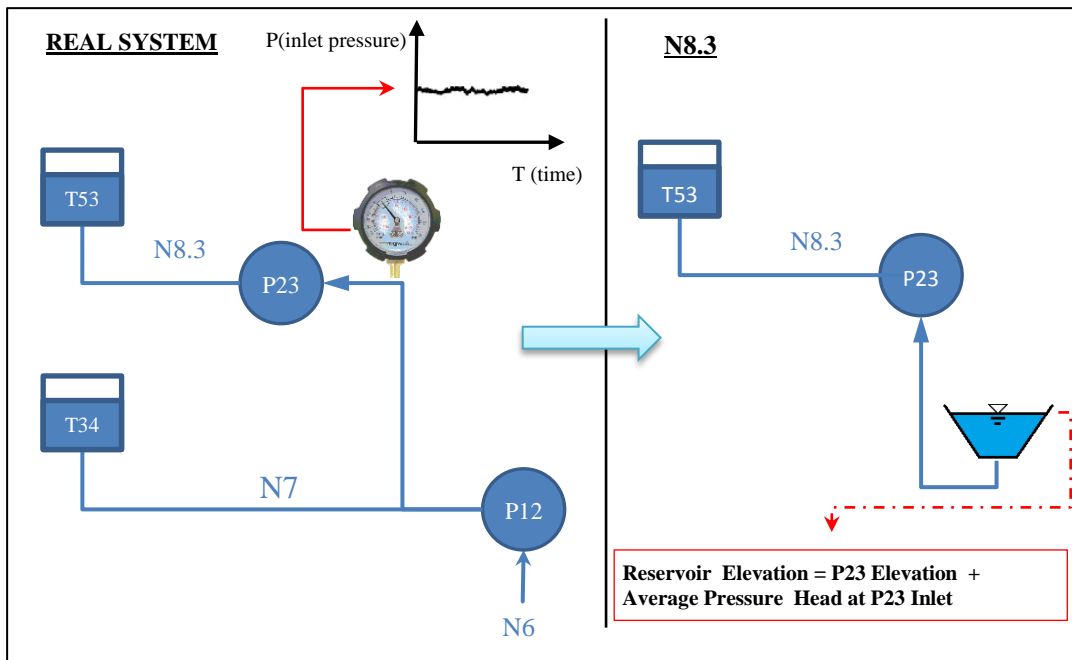 REAL SYSTEM
P(inlet pressure)
T (time)
T53
N8.3
P23
T34
N7
P12
N6
N8.3
T53
N8.3
P23
Reservoir Elevation = P23 Elevation +
Average Pressure Head at P23 Inlet